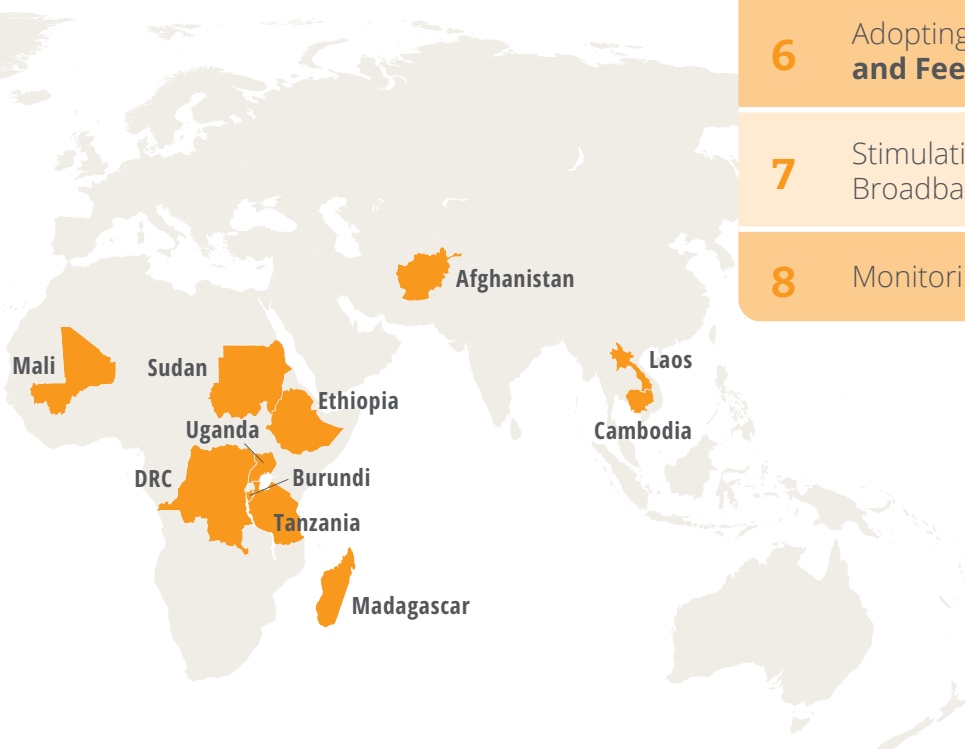 6
Adopting
and Fee
7
Stimulati
Broadba
8
Monitori
Afghanistan
Mali
Sudan
Laos
Ethiopia
Uganda
Cambodia
DRC
Burundi
Tanzania
Madagascar